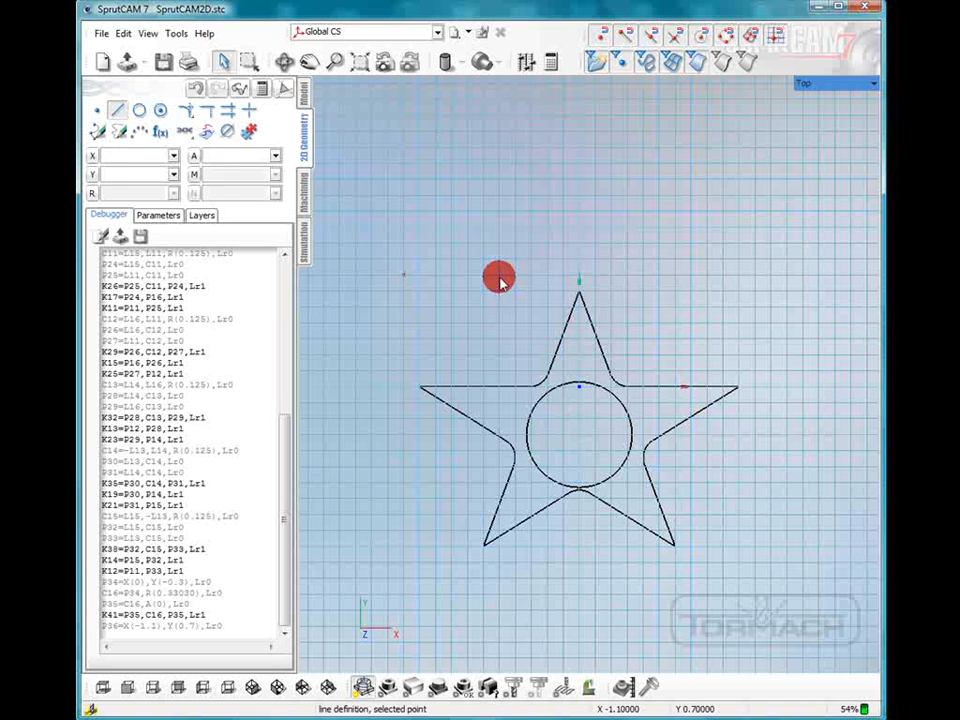 SprutCAM 7 - SprutCAM2D.stc
File Edit View Tools Help
Global CS
Top
Model
2D Geometry
Machining
Simulation
X
A
Y
M
R
N
Debugger Parameters Layers
C11=L15,L11,R(0.125),Lr0
P24=L15,C11,Lr0
P25=L11,C11,Lr0
K26=P25,C11,P24,Lr1
K17=P24,P16,Lr1
K11=P11,P25,Lr1
C12=L16,L15,R(0.125),Lr0
P26=L15,C12,Lr0
P27=L11,C12,Lr0
K29=P26,C12,P27,Lr1
K15=P16,P26,Lr1
K25=P27,P12,Lr1
C13=L14,L16,R(0.125),Lr0
P28=L14,C13,Lr0
P29=L16,C13,Lr0
K32=P28,C13,P29,Lr1
K13=P12,P28,Lr1
K23=P29,P14,Lr1
C14=-L13,L14,R(0.125),Lr0
P30=L13,C14,Lr0
P31=L14,C14,Lr0
K35=P30,C14,P31,Lr1
K19=P30,P14,Lr1
K21=P31,P15,Lr1
C15=L15,-L13,R(0.125),Lr0
P32=L15,C15,Lr0
P33=L13,C15,Lr0
K38=P32,C15,P33,Lr1
K14=P15,P32,Lr1
K12=P11,P33,Lr1
P34=X(0),Y(-0.3),Lr0
C16=P34,R(0.33030),Lr0
P35=C16,A(0),Lr0
K41=P35,C16,P35,Lr1
P36=X(-1.1),Y(0.7),Lr0
Y
Z X
TORMACH
line definition, selected point
X -1.10000
Y 0.70000
54%